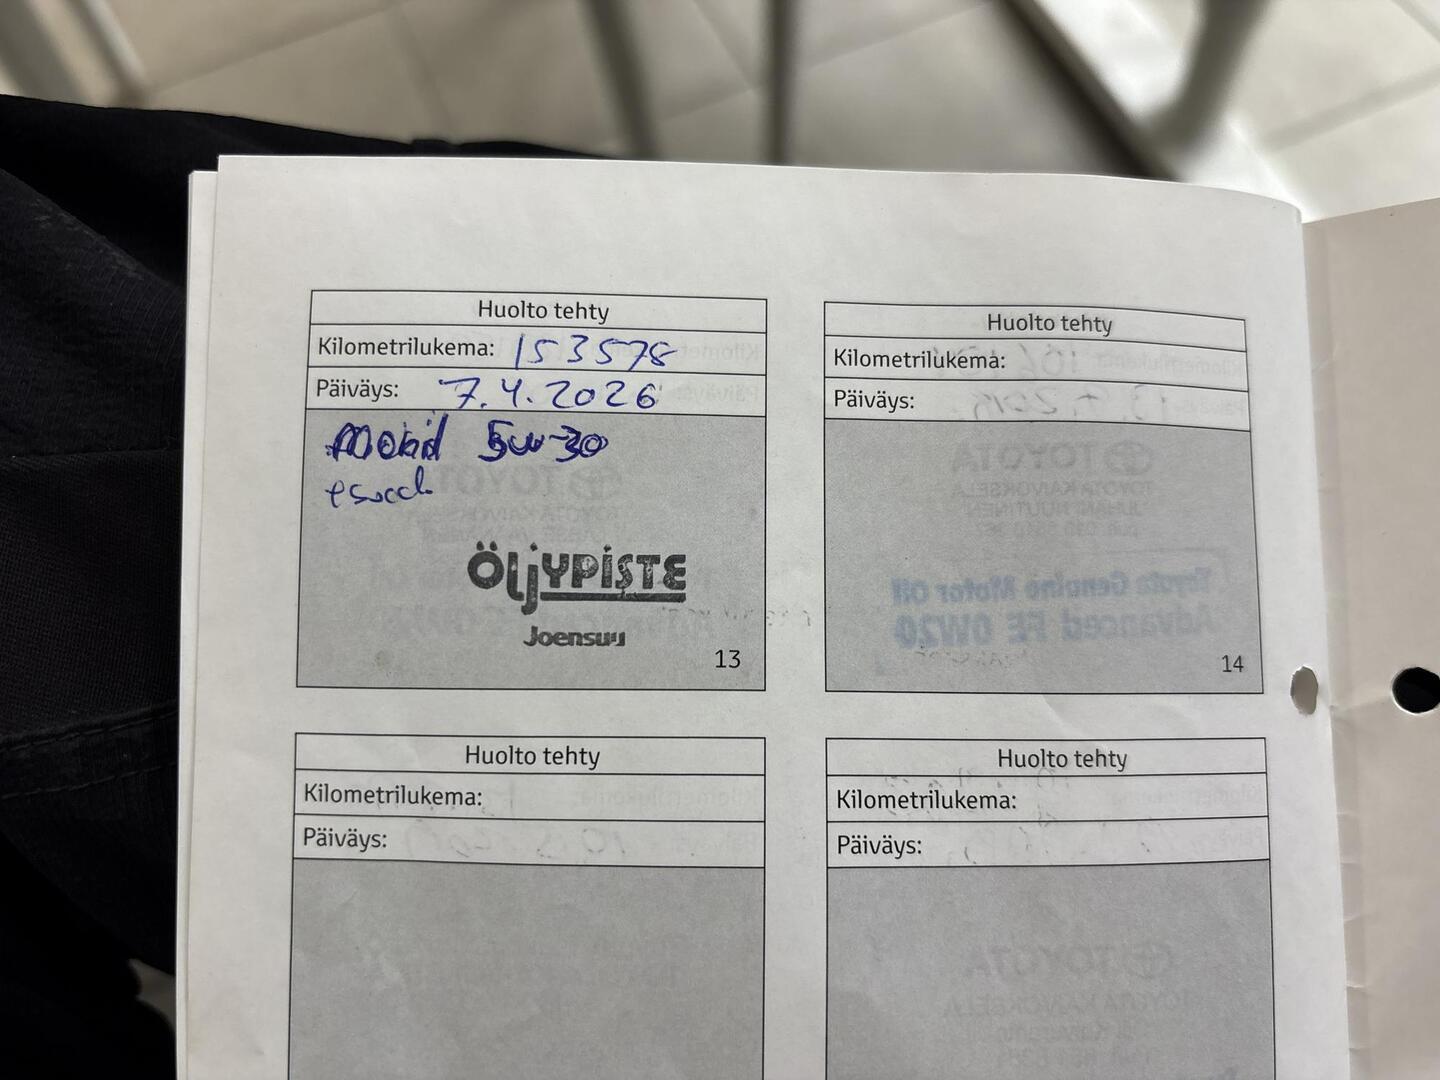 Huolto tehty
Kilometrilukema: 153578
Päiväys: 7.4.2026
Mobil 5w-30
ÖljYPiSTE
Joensuu
13
Huolto tehty
Kilometrilukema:
Päiväys:
TOYOTA
Toyota Genuine Motor Oil
Advanced FE 0W20
14
Huolto tehty
Kilometrilukema:
Päiväys:
Huolto tehty
Kilometrilukema:
Päiväys:
TOYOTA